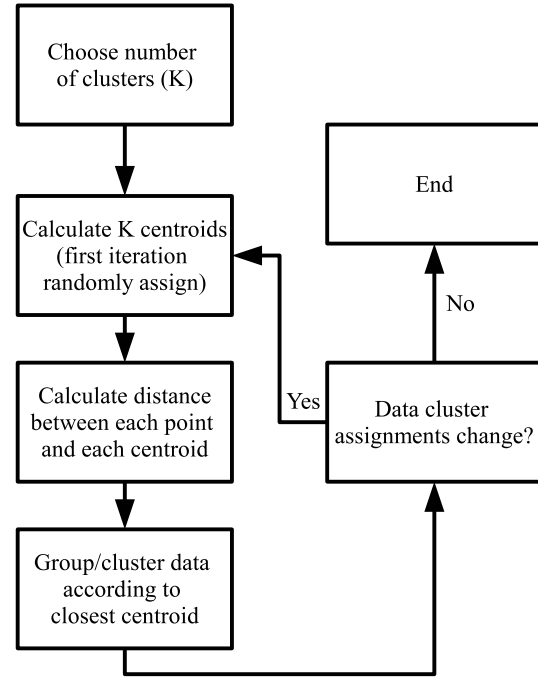 Choose number
of clusters (K)
Calculate K centroids
(first iteration
randomly assign)
Calculate distance
between each point
and each centroid
Group/cluster data
according to
closest centroid
Data cluster
assignments change?
Yes
No
End